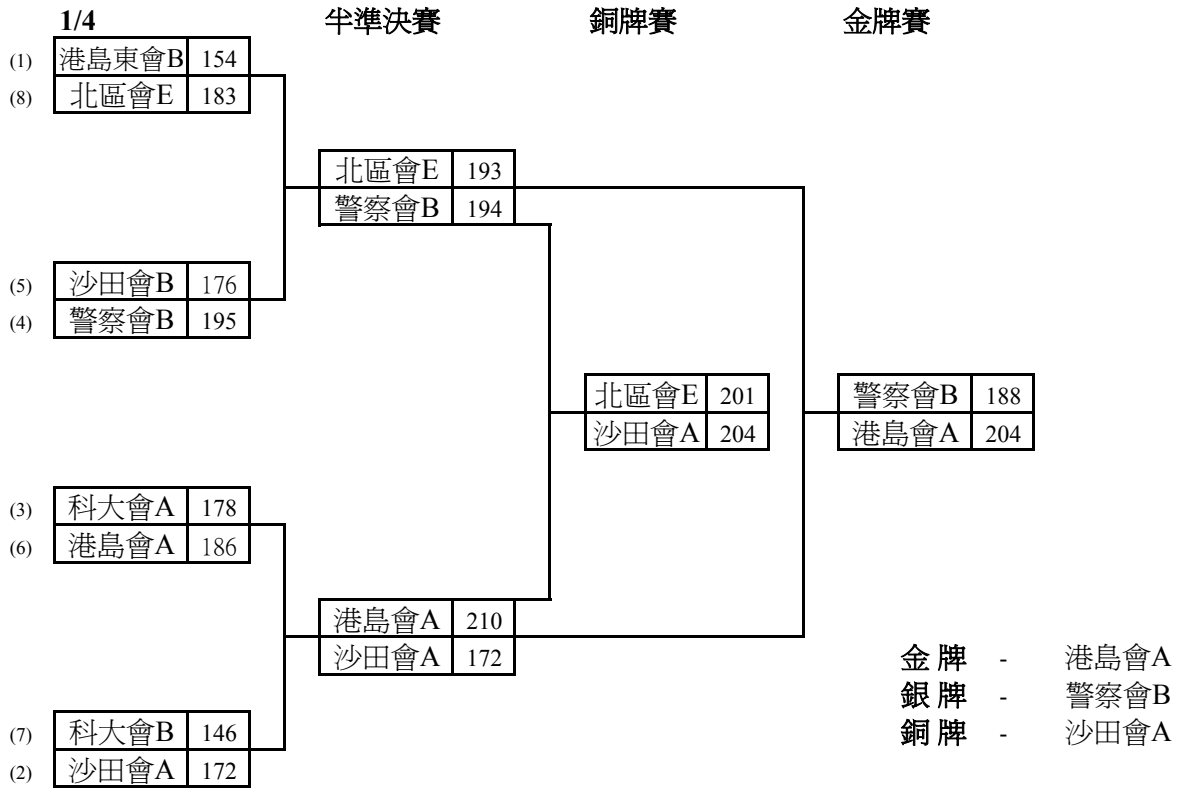 1/4 半準決賽 銅牌賽 金牌賽
(1) 港島東會B 154
(8) 北區會E 183
北區會E 193
警察會B 194
(5) 沙田會B 176
(4) 警察會B 195
北區會E 201 警察會B 188
沙田會A 204 港島會A 204
(3) 科大會A 178
(6) 港島會A 186
港島會A 210
沙田會A 172
金 牌 - 港島會A
銀 牌 - 警察會B
銅 牌 - 沙田會A
(7) 科大會B 146
(2) 沙田會A 172